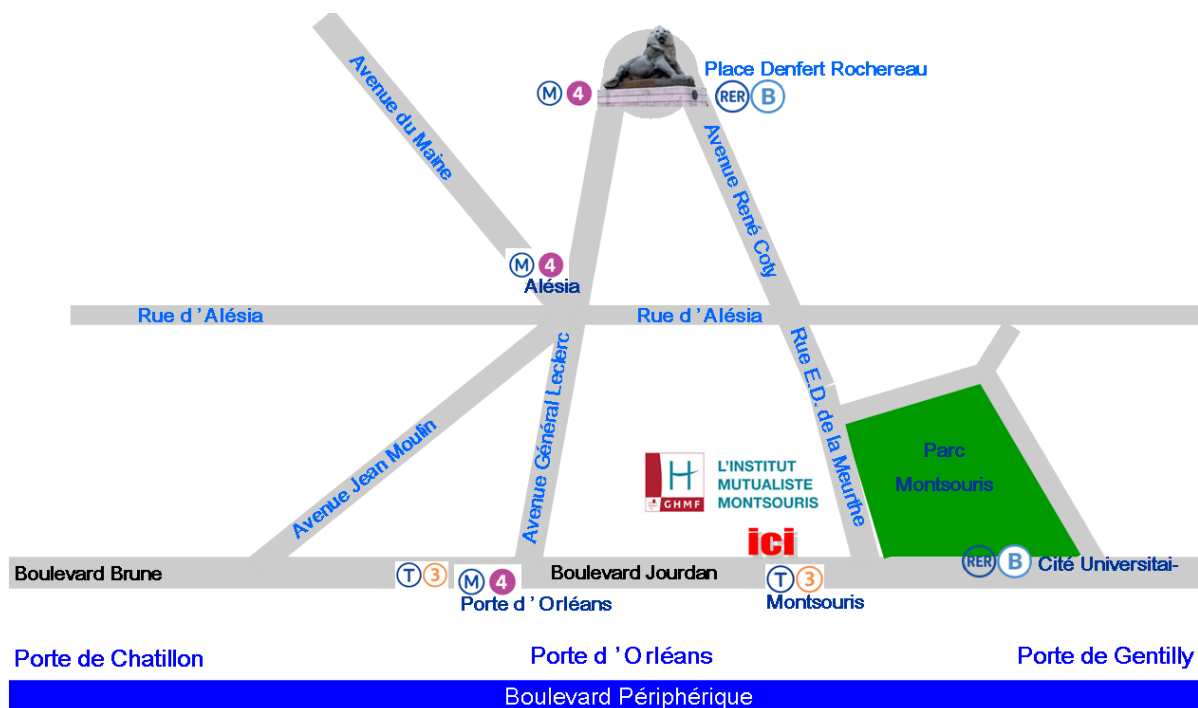 Avenue du Maine
Place Denfert Rochereau
M 4
RER B
Avenue René Coty
M 4
Alésia
Rue d ’Alésia
Rue d ’Alésia
Avenue Général Leclerc
Rue E.D. de la Meurthe
Avenue Jean Moulin
Parc
Montsouris
H
GHMF
L’INSTITUT
MUTUALISTE
MONTSOURIS
ici
Boulevard Brune
T 3
M 4
Porte d ’Orléans
Boulevard Jourdan
T 3
Montsouris
RER B Cité Universitai-
Porte de Chatillon
Porte d ’Orléans
Porte de Gentilly
Boulevard Périphérique